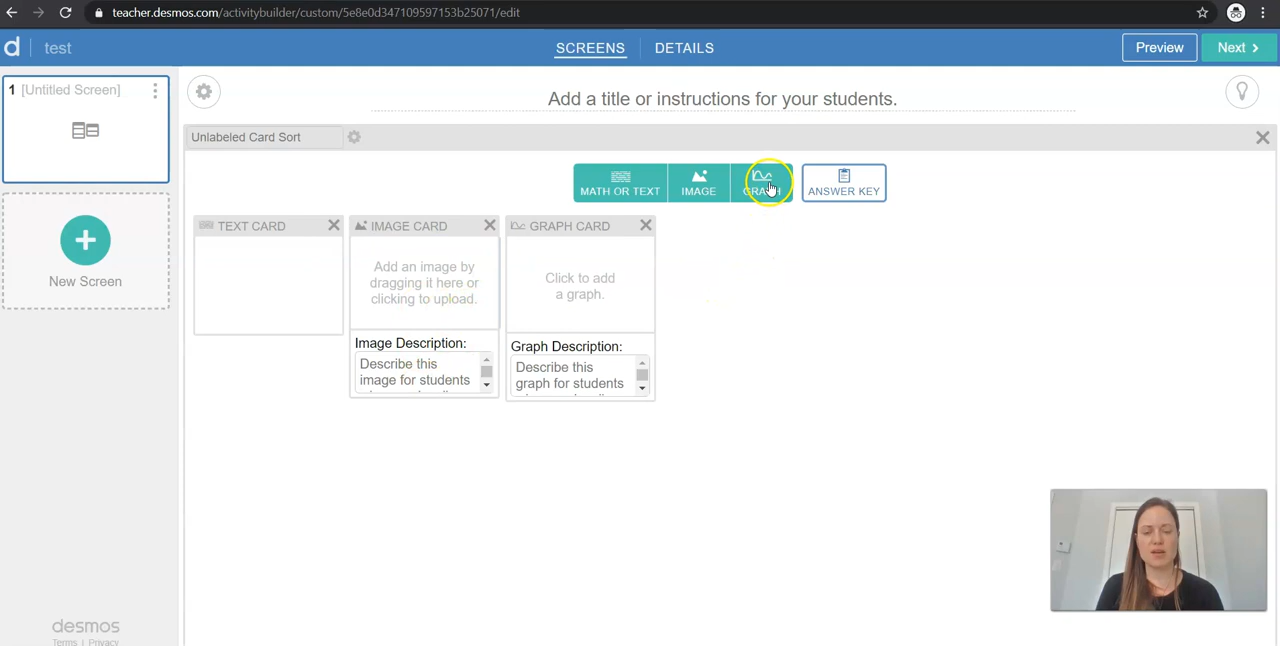 teacher.desmos.com/activitybuilder/custom/5e8e0d347109597153b25071/edit
d test SCREENS DETAILS Preview Next >
1 [Untitled Screen]
Add a title or instructions for your students.
Unlabeled Card Sort
MATH OR TEXT IMAGE GRAPH ANSWER KEY
TEXT CARD IMAGE CARD GRAPH CARD
Add an image by
dragging it here or
clicking to upload.
Click to add
a graph.
New Screen
Image Description:
Describe this
image for students
Graph Description:
Describe this
graph for students
desmos
Terms | Privacy